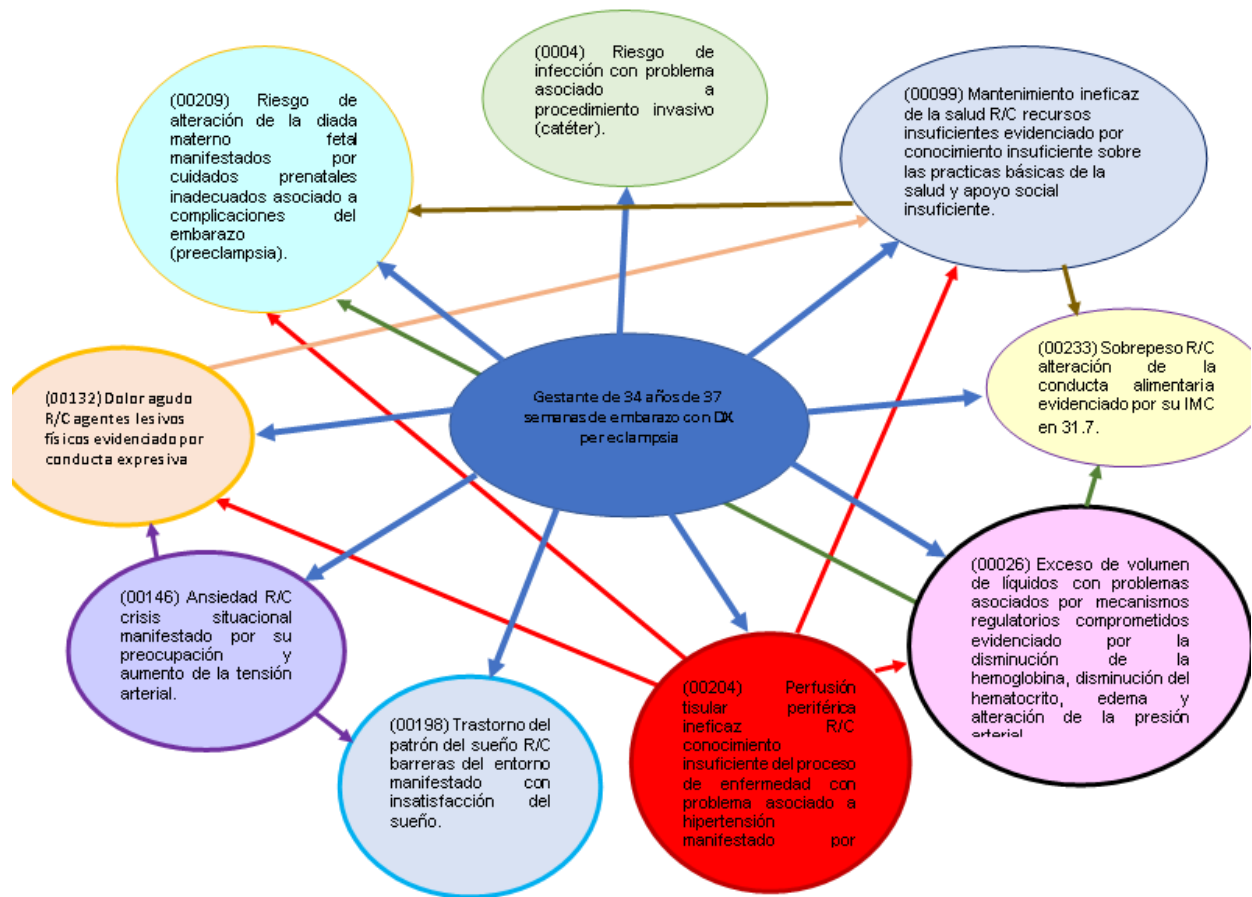 (0004) Riesgo de
infección con problema
asociado a
procedimiento invasivo
(catéter).
(00209) Riesgo de
alteración de la diada
materno fetal
manifestados por
cuidados prenatales
inadecuados asociado a
complicaciones del
embarazo
(preeclampsia).
(00099) Mantenimiento ineficaz
de la salud R/C recursos
insuficientes evidenciado por
conocimiento insuficiente sobre
las practicas básicas de la
salud y apoyo social
insuficiente.
(00233) Sobrepeso R/C
alteración de la
conducta alimentaria
evidenciado por su IMC
en 31.7.
(00132) Dolor agudo
R/C agentes lesivos
físicos evidenciado por
conducta expresiva
Gestante de 34 años de 37
semanas de embarazo con DX
per eclampsia
(00026) Exceso de volumen
de líquidos con problemas
asociados por mecanismos
regulatorios comprometidos
evidenciado por la
disminución de la
hemoglobina, disminución del
hematocrito, edema y
alteración de la presión
arterial
(00146) Ansiedad R/C
crisis situacional
manifestado por su
preocupación y
aumento de la tensión
arterial.
(00198) Trastorno del
patrón del sueño R/C
barreras del entorno
manifestado con
insatisfacción del
sueño.
(00204) Perfusión
tisular periférica
ineficaz R/C
conocimiento
insuficiente del proceso
de enfermedad con
problema asociado a
hipertensión
manifestado por